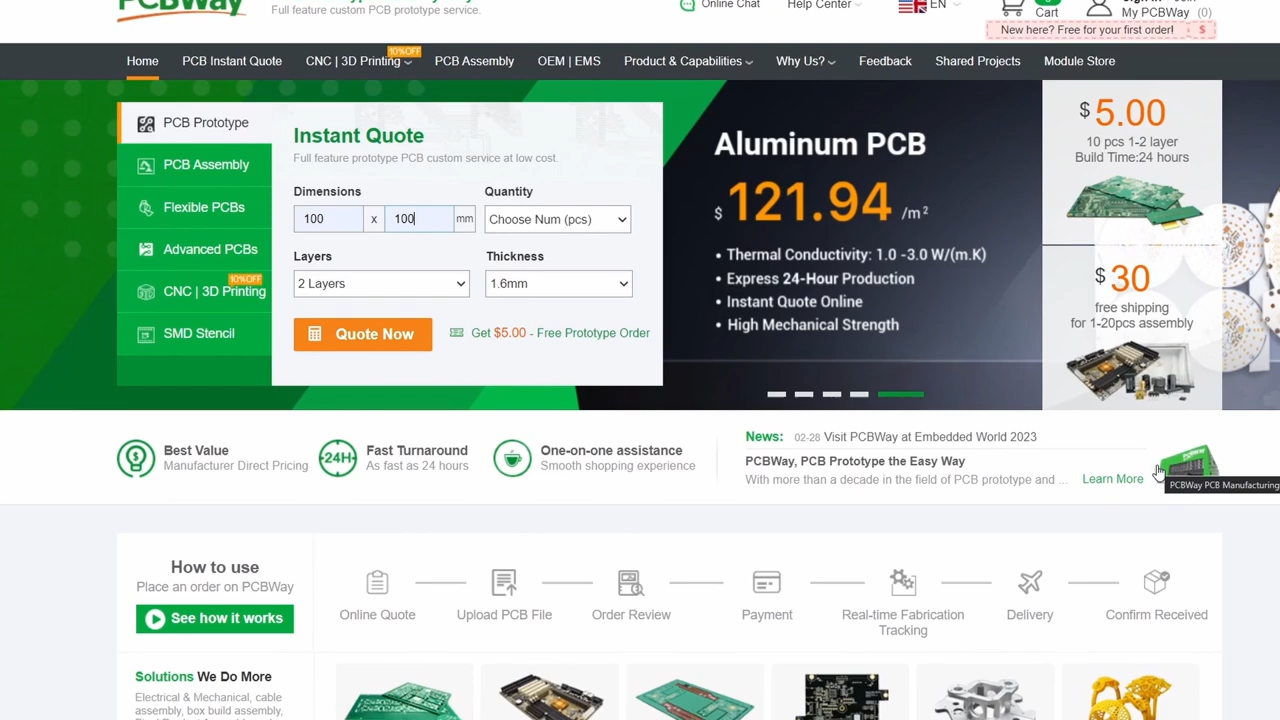 PCBWay
Full feature custom PCB prototype service.
Online Chat
Help Center
EN
Cart
My PCBWay (0)
New here? Free for your first order! $
Home
PCB Instant Quote
CNC | 3D Printing
10%OFF
PCB Assembly
OEM | EMS
Product & Capabilities
Why Us?
Feedback
Shared Projects
Module Store
PCB Prototype
PCB Assembly
Flexible PCBs
Advanced PCBs
10%OFF
CNC | 3D Printing
SMD Stencil
Instant Quote
Full feature prototype PCB custom service at low cost.
Dimensions
100 x 100 mm
Quantity
Choose Num (pcs)
Layers
2 Layers
Thickness
1.6mm
Quote Now
Get $5.00 - Free Prototype Order
Aluminum PCB
$ 121.94 /m²
• Thermal Conductivity: 1.0 -3.0 W/(m.K)
• Express 24-Hour Production
• Instant Quote Online
• High Mechanical Strength
$ 5.00
10 pcs 1-2 layer
Build Time:24 hours
$ 30
free shipping
for 1-20pcs assembly
Best Value
Manufacturer Direct Pricing
24H
Fast Turnaround
As fast as 24 hours
One-on-one assistance
Smooth shopping experience
News: 02-28 Visit PCBWay at Embedded World 2023
PCBWay, PCB Prototype the Easy Way
With more than a decade in the field of PCB prototype and ... Learn More
PCBWay PCB Manufacturing
How to use
Place an order on PCBWay
See how it works
Online Quote
Upload PCB File
Order Review
Payment
Real-time Fabrication
Tracking
Delivery
Confirm Received
Solutions We Do More
Electrical & Mechanical, cable
assembly, box build assembly,